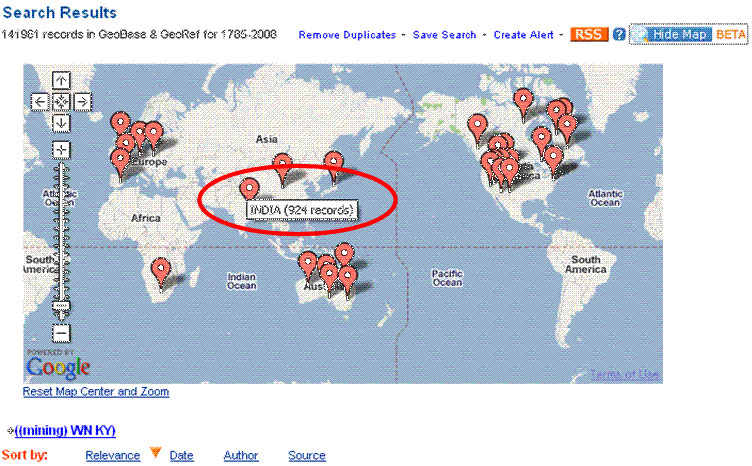 Search Results
141961 records in GeoBase & GeoRef for 1785-2008 Remove Duplicates - Save Search - Create Alert - RSS ? Hide Map BETA
Asia
Europe
Atlantic Ocean
INDIA (924 records)
Africa
South America
Indian Ocean
Pacific Ocean
South America
Atlantic Ocean
POWERED BY
Google
Terms of Use
Reset Map Center and Zoom
((mining) WN KY)
Sort by: Relevance Date Author Source